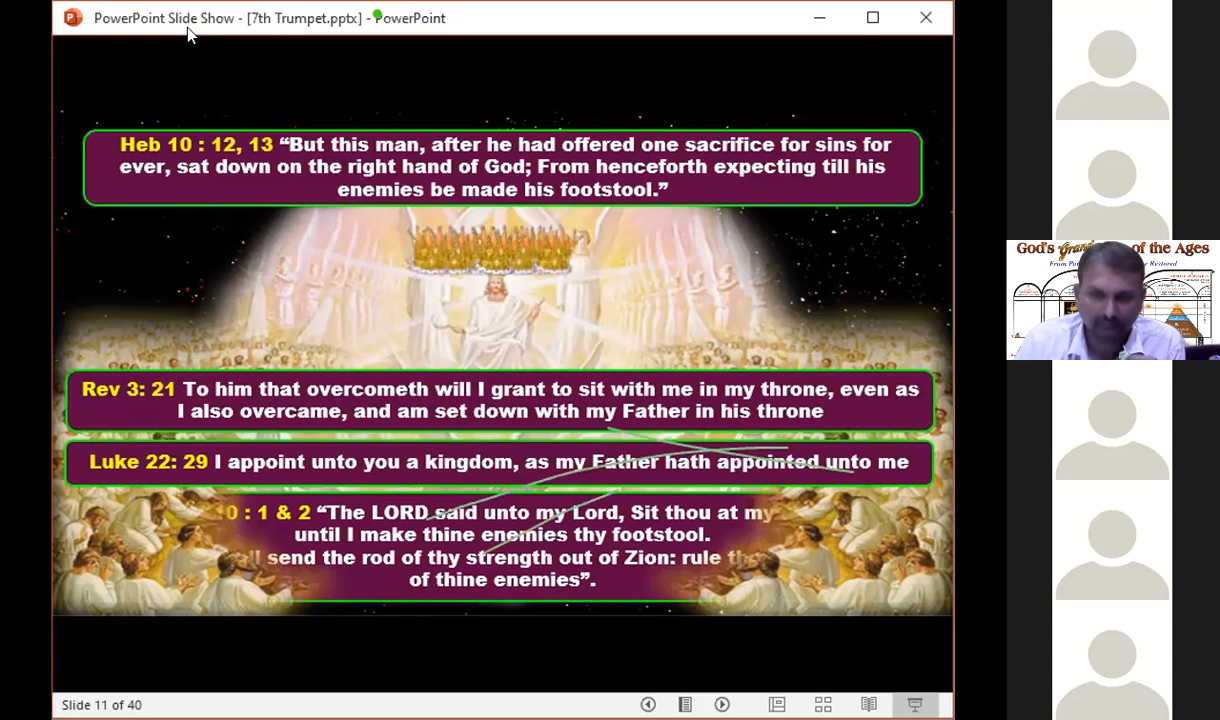 PowerPoint Slide Show - [7th Trumpet.pptx] - PowerPoint
Heb 10 : 12, 13 “But this man, after he had offered one sacrifice for sins for
ever, sat down on the right hand of God; From henceforth expecting till his
enemies be made his footstool.”
Rev 3: 21 To him that overcometh will I grant to sit with me in my throne, even as
I also overcame, and am set down with my Father in his throne
Luke 22: 29 I appoint unto you a kingdom, as my Father hath appointed unto me
0 : 1 & 2 “The LORD said unto my Lord, Sit thou at my
until I make thine enemies thy footstool.
send the rod of thy strength out of Zion: rule
of thine enemies”.
Slide 11 of 40
God's of the Ages
Restored